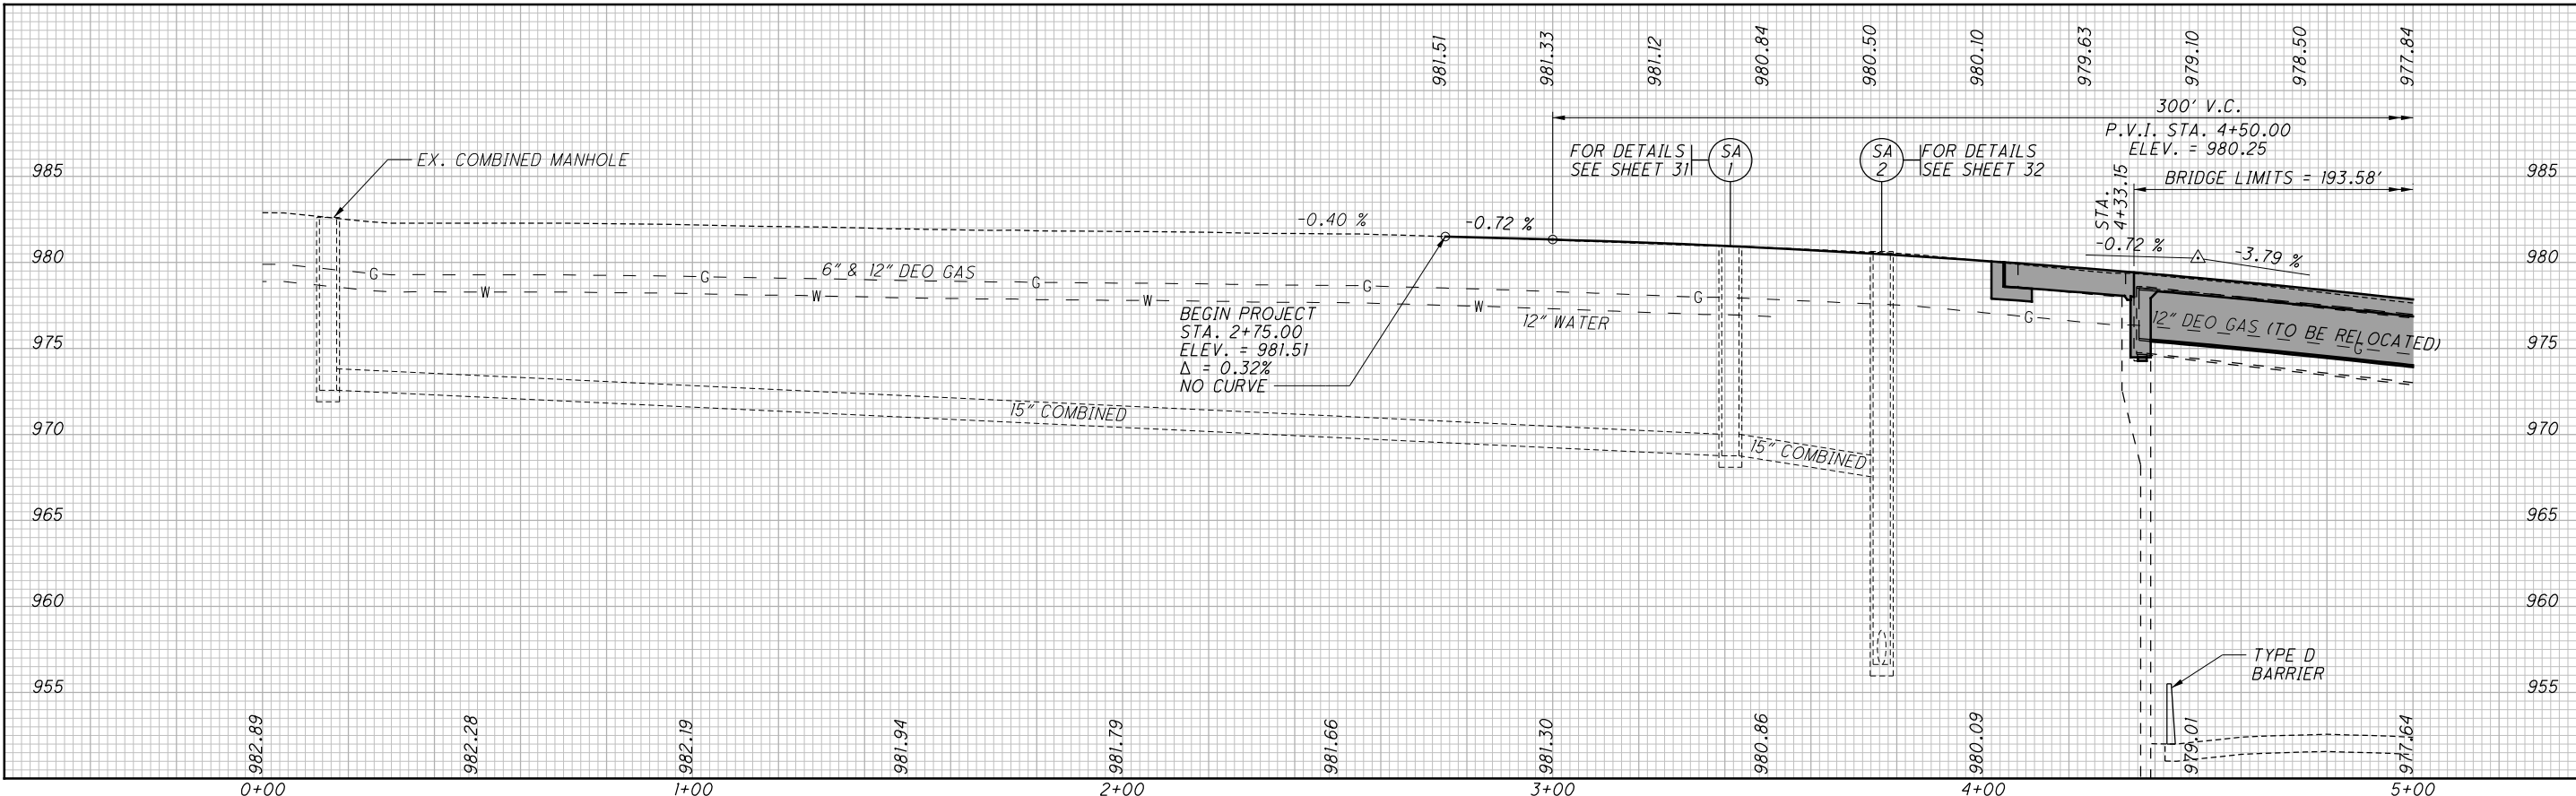 981.51
981.33
981.12
980.84
980.50
980.10
979.63
979.10
978.50
977.84
300' V.C.
P.V.I. STA. 4+50.00
ELEV. = 980.25
BRIDGE LIMITS = 193.58'
STA.
4+33.15
EX. COMBINED MANHOLE
FOR DETAILS
SEE SHEET 31
SA
1
SA
2
FOR DETAILS
SEE SHEET 32
985
985
-0.40 %
-0.72 %
-0.72 %
-3.79 %
980
980
G
G
G
G
G
G
G
6" & 12" DEO GAS
W
W
W
W
12" WATER
BEGIN PROJECT
STA. 2+75.00
ELEV. = 981.51
Δ = 0.32%
NO CURVE
12" DEO GAS (TO BE RELOCATED)
975
975
15" COMBINED
15" COMBINED
970
970
965
965
960
960
TYPE D
BARRIER
955
955
982.89
982.28
982.19
981.94
981.79
981.66
981.30
980.86
980.09
979.01
977.64
0+00
1+00
2+00
3+00
4+00
5+00